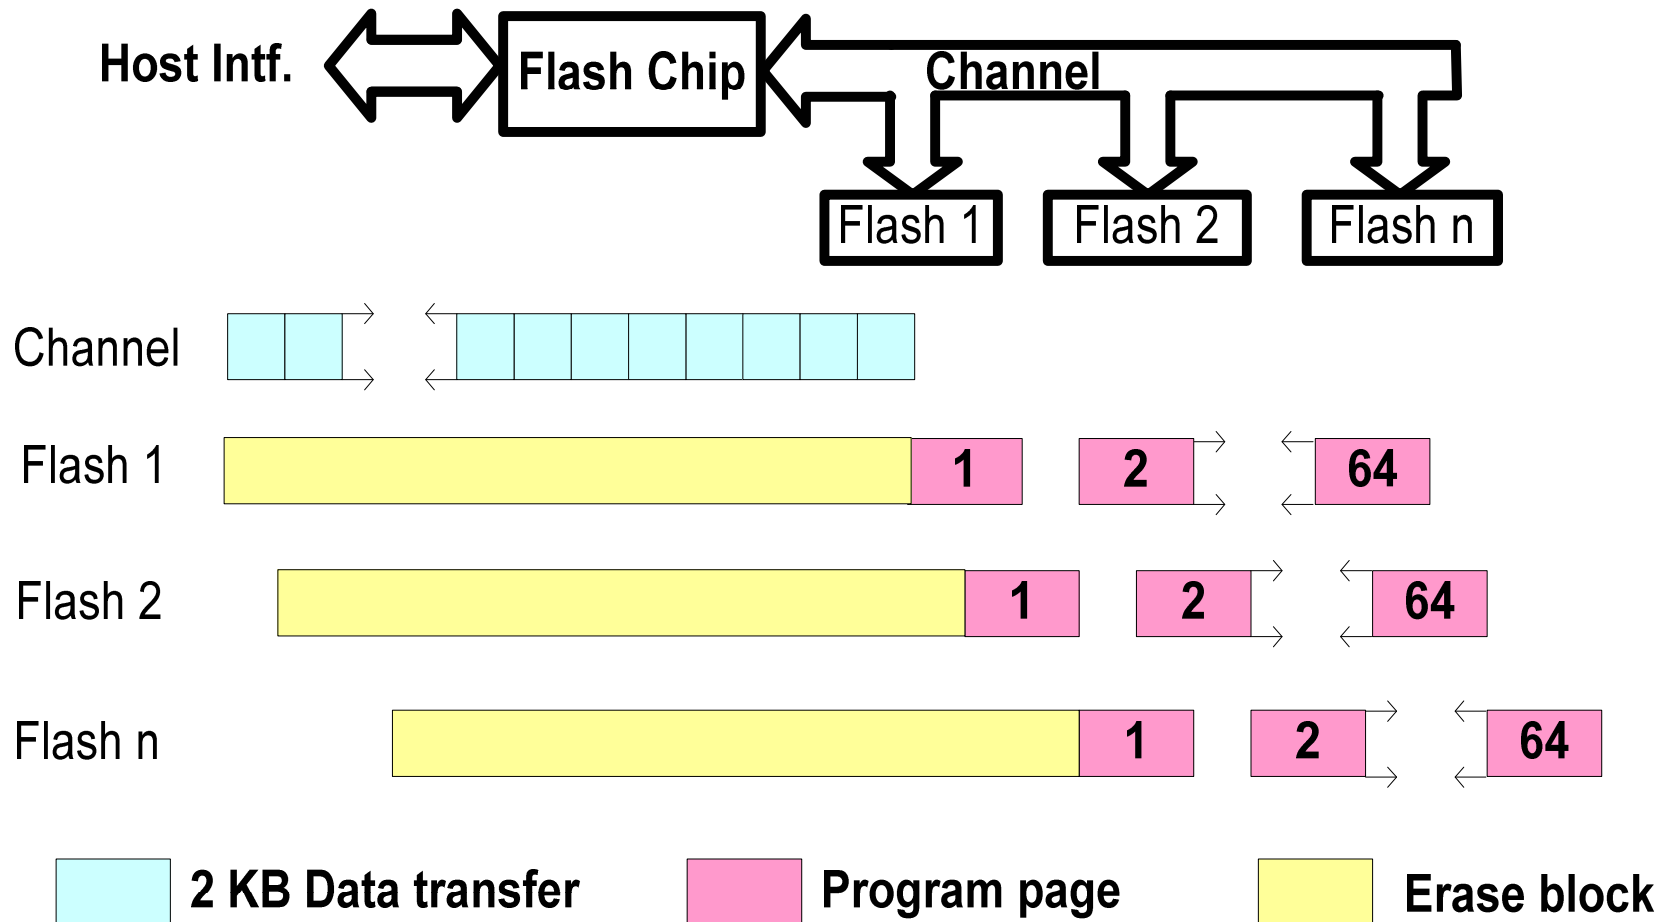 Host Intf.
Flash Chip
Channel
Flash 1
Flash 2
Flash n
Channel
Flash 1
1
2
64
Flash 2
1
2
64
Flash n
1
2
64
2 KB Data transfer
Program page
Erase block